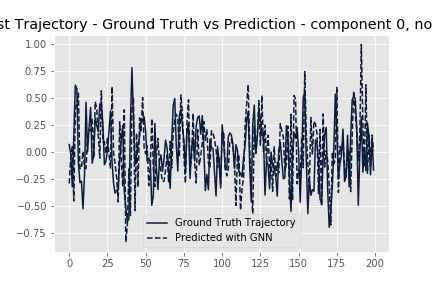 st Trajectory - Ground Truth vs Prediction - component 0, no
1.00
0.75
0.50
0.25
0.00
−0.25
−0.50
−0.75
Ground Truth Trajectory
Predicted with GNN
0 25 50 75 100 125 150 175 200